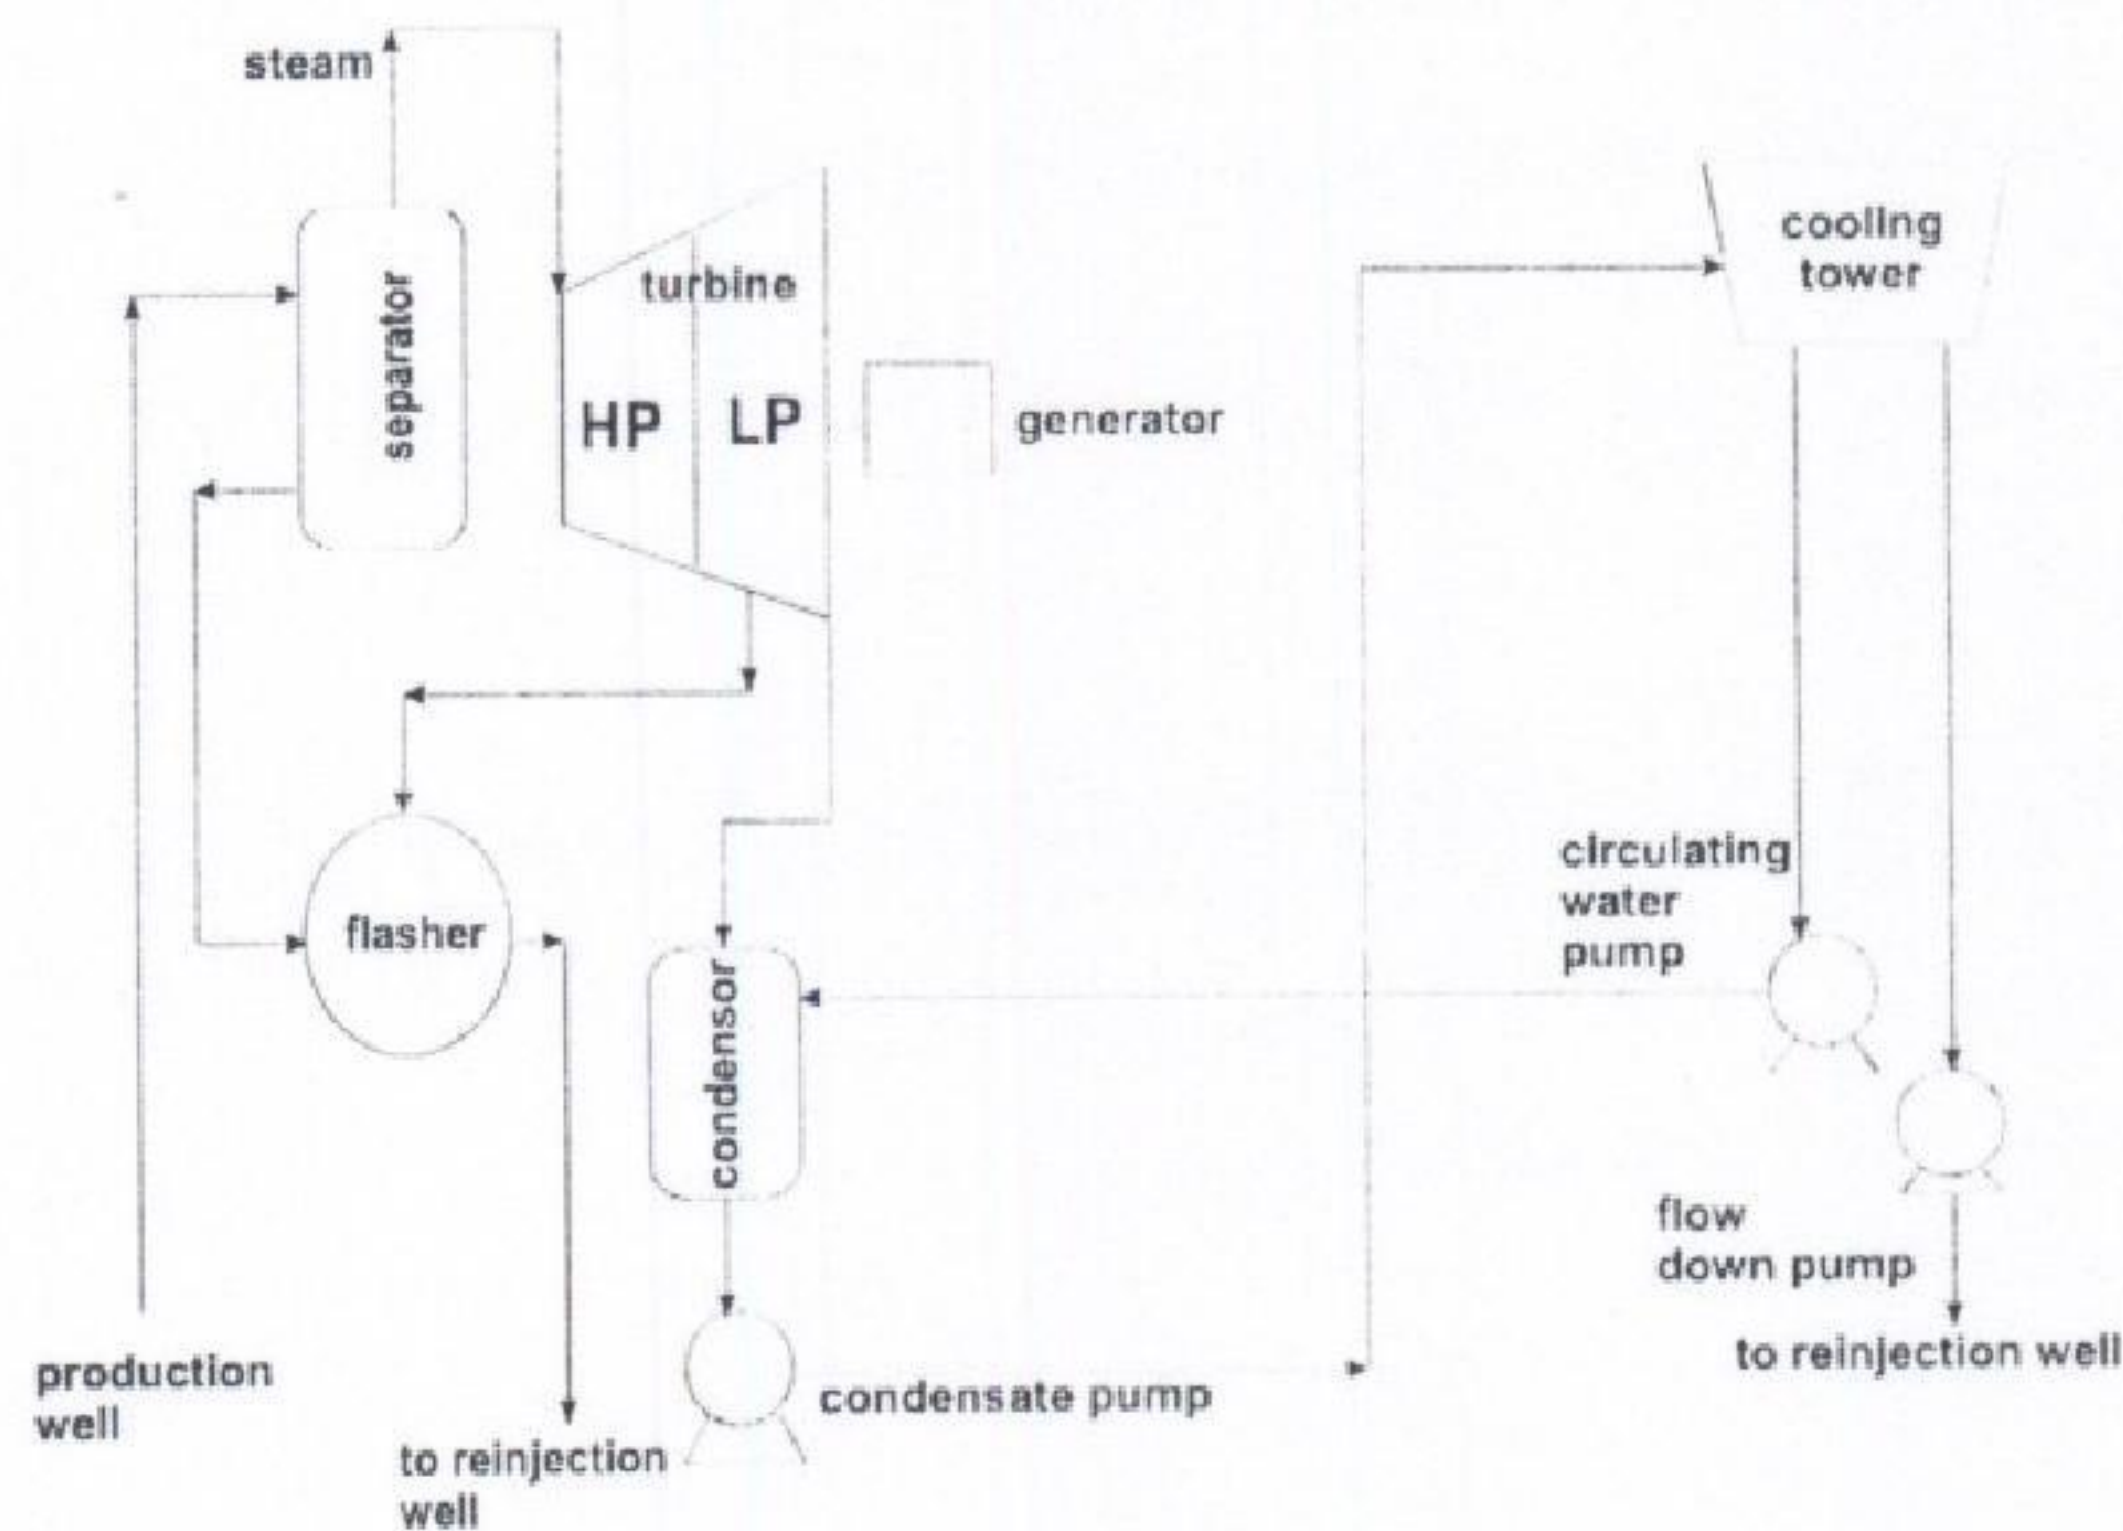 steam
separator
turbine
HP
LP
generator
cooling
tower
flasher
condensor
circulating
water
pump
flow
down pump
to reinjection well
production
well
condensate pump
to reinjection
well